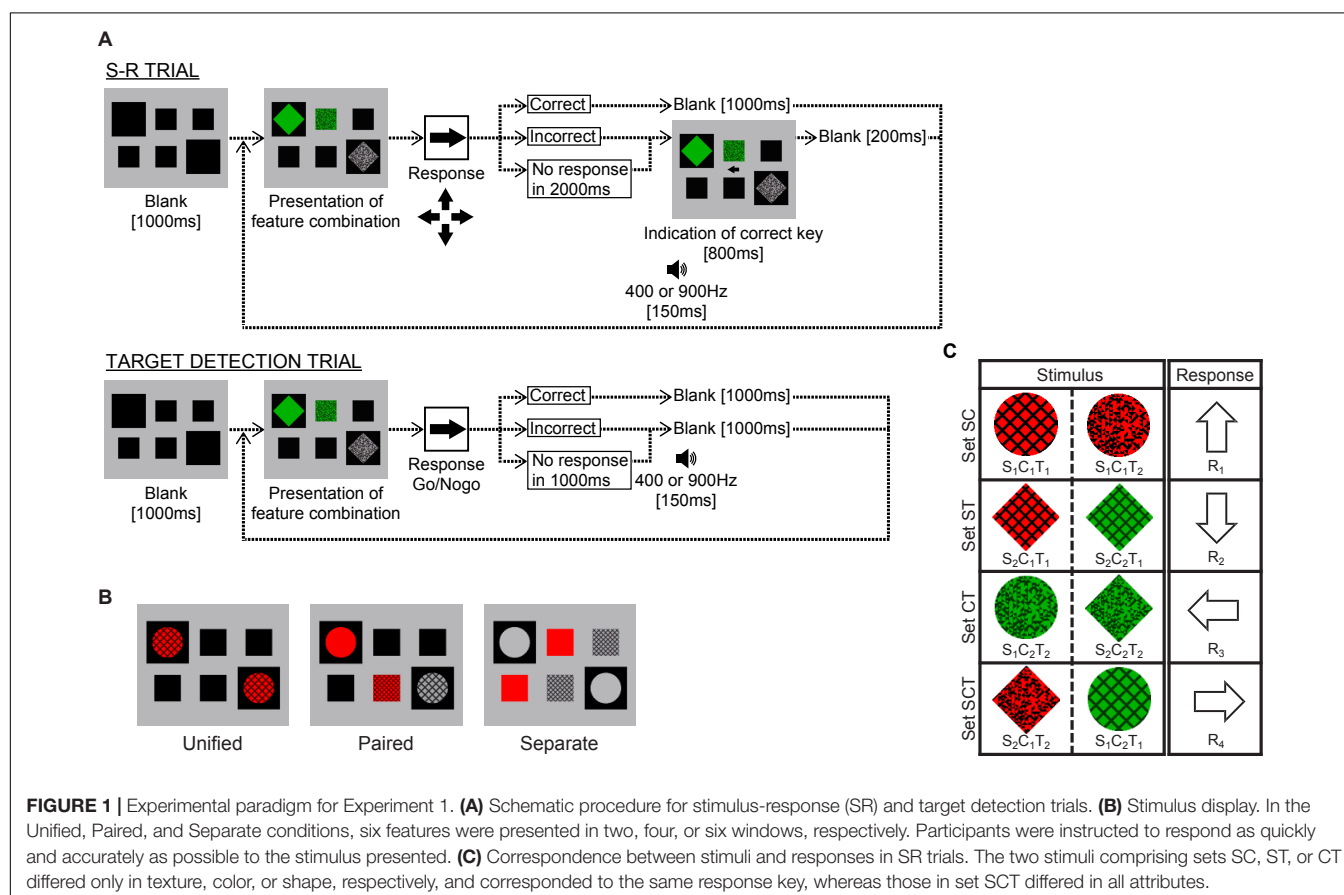 A
S-R TRIAL
Blank
[1000ms]
Presentation of
feature combination
Response
Correct
Incorrect
No response
in 2000ms
Blank [1000ms]
Blank [200ms]
Indication of correct key
[800ms]
400 or 900Hz
[150ms]
TARGET DETECTION TRIAL
Blank
[1000ms]
Presentation of
feature combination
Response
Go/Nogo
Correct
Incorrect
No response
in 1000ms
Blank [1000ms]
Blank [1000ms]
400 or 900Hz
[150ms]
B
Unified
Paired
Separate
C
Stimulus Response
Set SC
S₁C₁T₁ S₁C₁T₂ R₁
Set ST
S₂C₁T₁ S₂C₂T₁ R₂
Set CT
S₁C₂T₂ S₂C₂T₂ R₃
Set SCT
S₂C₁T₂ S₁C₂T₁ R₄
FIGURE 1 | Experimental paradigm for Experiment 1. (A) Schematic procedure for stimulus-response (SR) and target detection trials. (B) Stimulus display. In the
Unified, Paired, and Separate conditions, six features were presented in two, four, or six windows, respectively. Participants were instructed to respond as quickly
and accurately as possible to the stimulus presented. (C) Correspondence between stimuli and responses in SR trials. The two stimuli comprising sets SC, ST, or CT
differed only in texture, color, or shape, respectively, and corresponded to the same response key, whereas those in set SCT differed in all attributes.